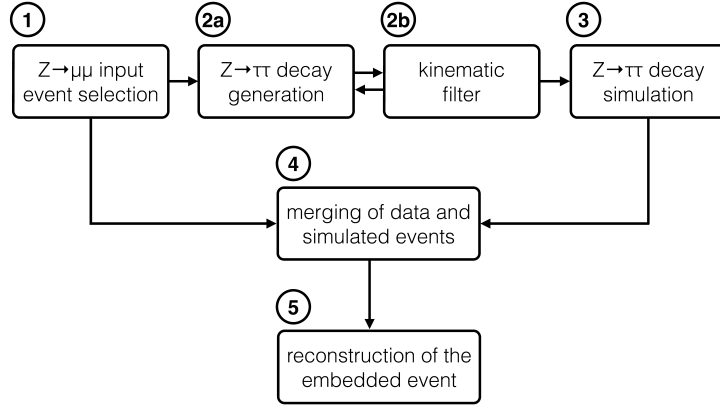 1
2a
2b
3
Z→μμ input
event selection
Z→ττ decay
generation
kinematic
filter
Z→ττ decay
simulation
4
merging of data and
simulated events
5
reconstruction of the
embedded event